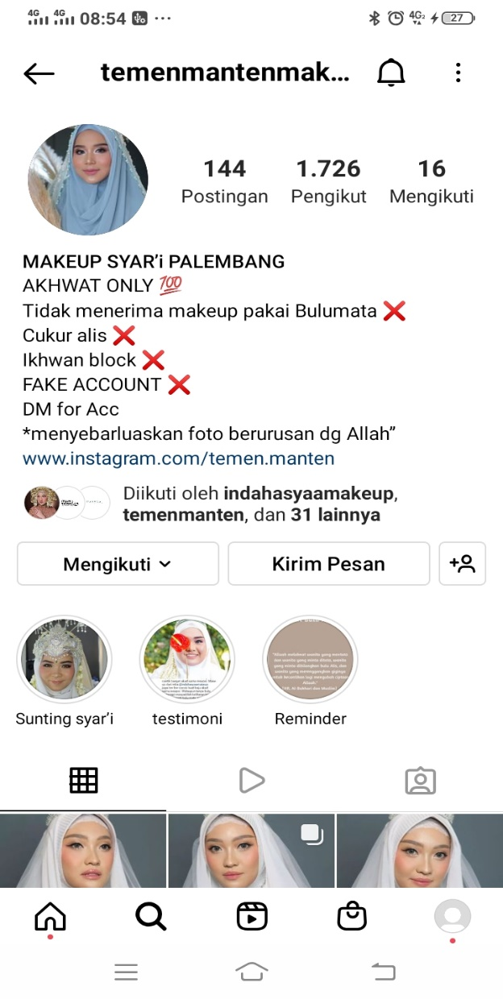 4G 4G 08:54 ... 4G2 27
temenmantenmak...
144 1.726 16
Postingan Pengikut Mengikuti
MAKEUP SYAR'i PALEMBANG
AKHWAT ONLY 💯
Tidak menerima makeup pakai Bulumata ❌
Cukur alis ❌
Ikhwan block ❌
FAKE ACCOUNT ❌
DM for Acc
*menyebarluaskan foto berurusan dg Allah”
www.instagram.com/temen.manten
Diikuti oleh indahasyaamakeup,
temenmanten, dan 31 lainnya
Mengikuti Kirim Pesan
Sunting syar'i testimoni Reminder